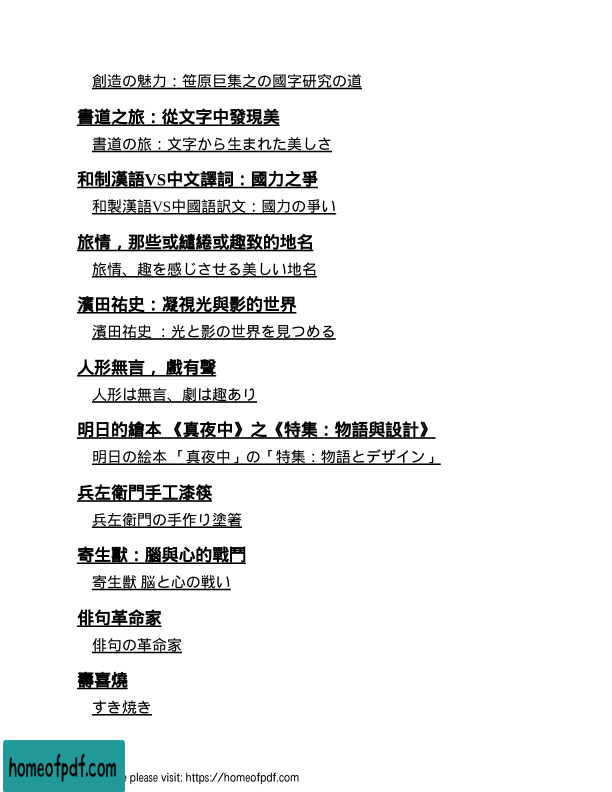 創造の魅力：笹原巨集之の國字研究の道
書道之旅：從文字中發現美
書道の旅：文字から生まれた美しさ
和制漢語VS中文譯詞：國力之爭
和製漢語VS中國語訳文：國力の爭い
旅情，那些或繾綣或趣致的地名
旅情、趣を感じさせる美しい地名
濱田祐史：凝視光與影的世界
濱田祐史 ：光と影の世界を見つめる
人形無言， 戲有聲
人形は無言、劇は趣あり
明日的繪本 《真夜中》之《特集：物語與設計》
明日の絵本 「真夜中」の「特集：物語とデザイン」
兵左衛門手工漆筷
兵左衛門の手作り塗箸
寄生獸：腦與心的戰鬥
寄生獣 脳と心の戦い
俳句革命家
俳句の革命家
壽喜燒
すき焼き
homeofpdf.com
e please visit: https://homeofpdf.com